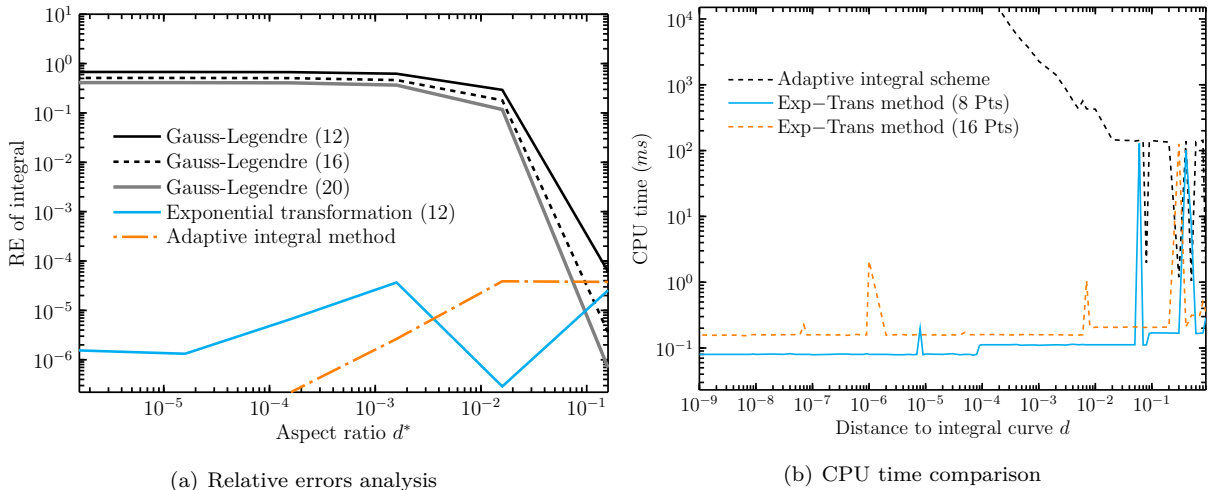 RE of integral
10^0
10^-1
10^-2
10^-3
10^-4
10^-5
10^-6
Gauss-Legendre (12)
Gauss-Legendre (16)
Gauss-Legendre (20)
Exponential transformation (12)
Adaptive integral method
10^-5
10^-4
10^-3
10^-2
10^-1
Aspect ratio d*
(a) Relative errors analysis
CPU time (ms)
10^4
10^3
10^2
10^1
10^0
10^-1
Adaptive integral scheme
Exp−Trans method (8 Pts)
Exp−Trans method (16 Pts)
10^-9
10^-8
10^-7
10^-6
10^-5
10^-4
10^-3
10^-2
10^-1
Distance to integral curve d
(b) CPU time comparison